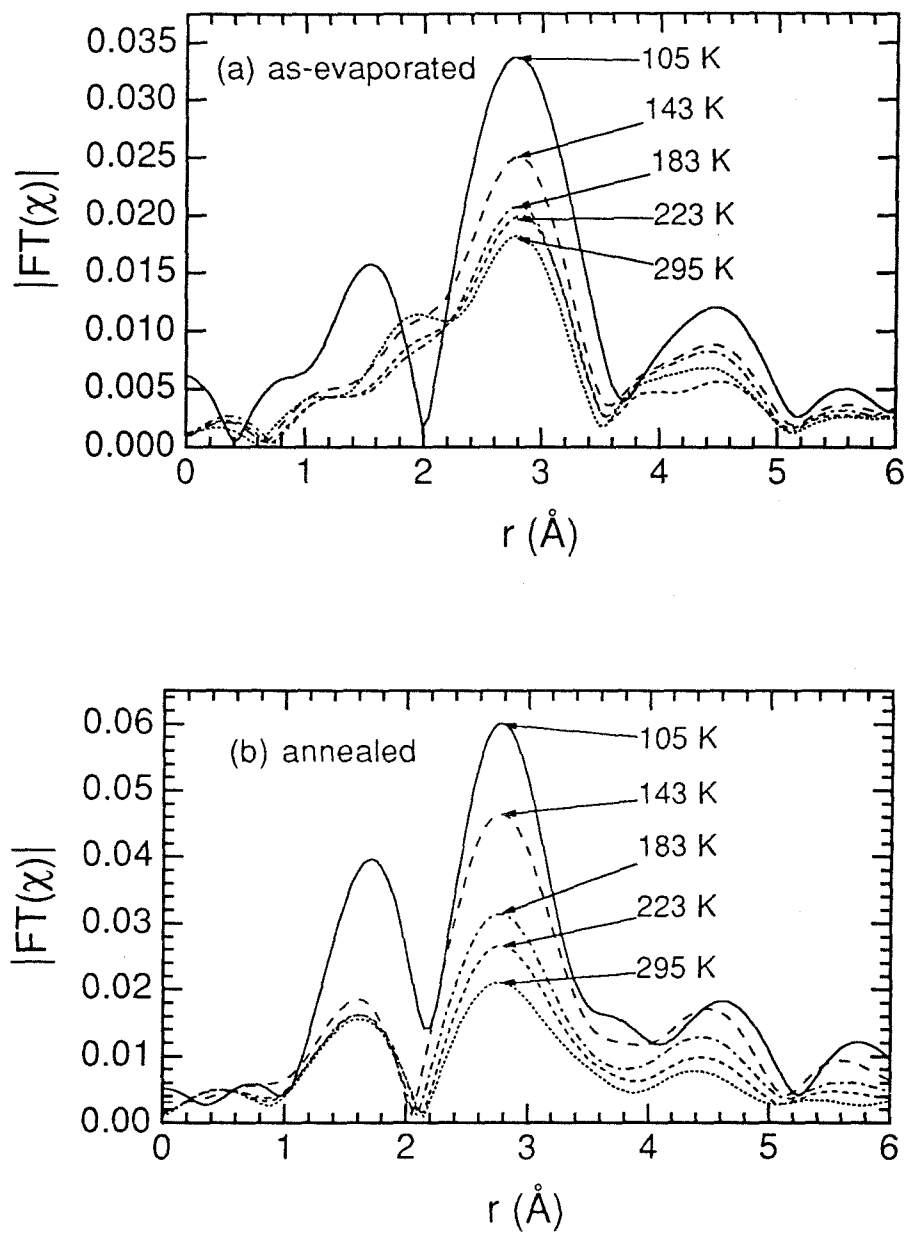 (a) as-evaporated
|FT(χ)|
0.035
0.030
0.025
0.020
0.015
0.010
0.005
0.000
105 K
143 K
183 K
223 K
295 K
0 1 2 3 4 5 6
r (Å)
(b) annealed
|FT(χ)|
0.06
0.05
0.04
0.03
0.02
0.01
0.00
105 K
143 K
183 K
223 K
295 K
0 1 2 3 4 5 6
r (Å)